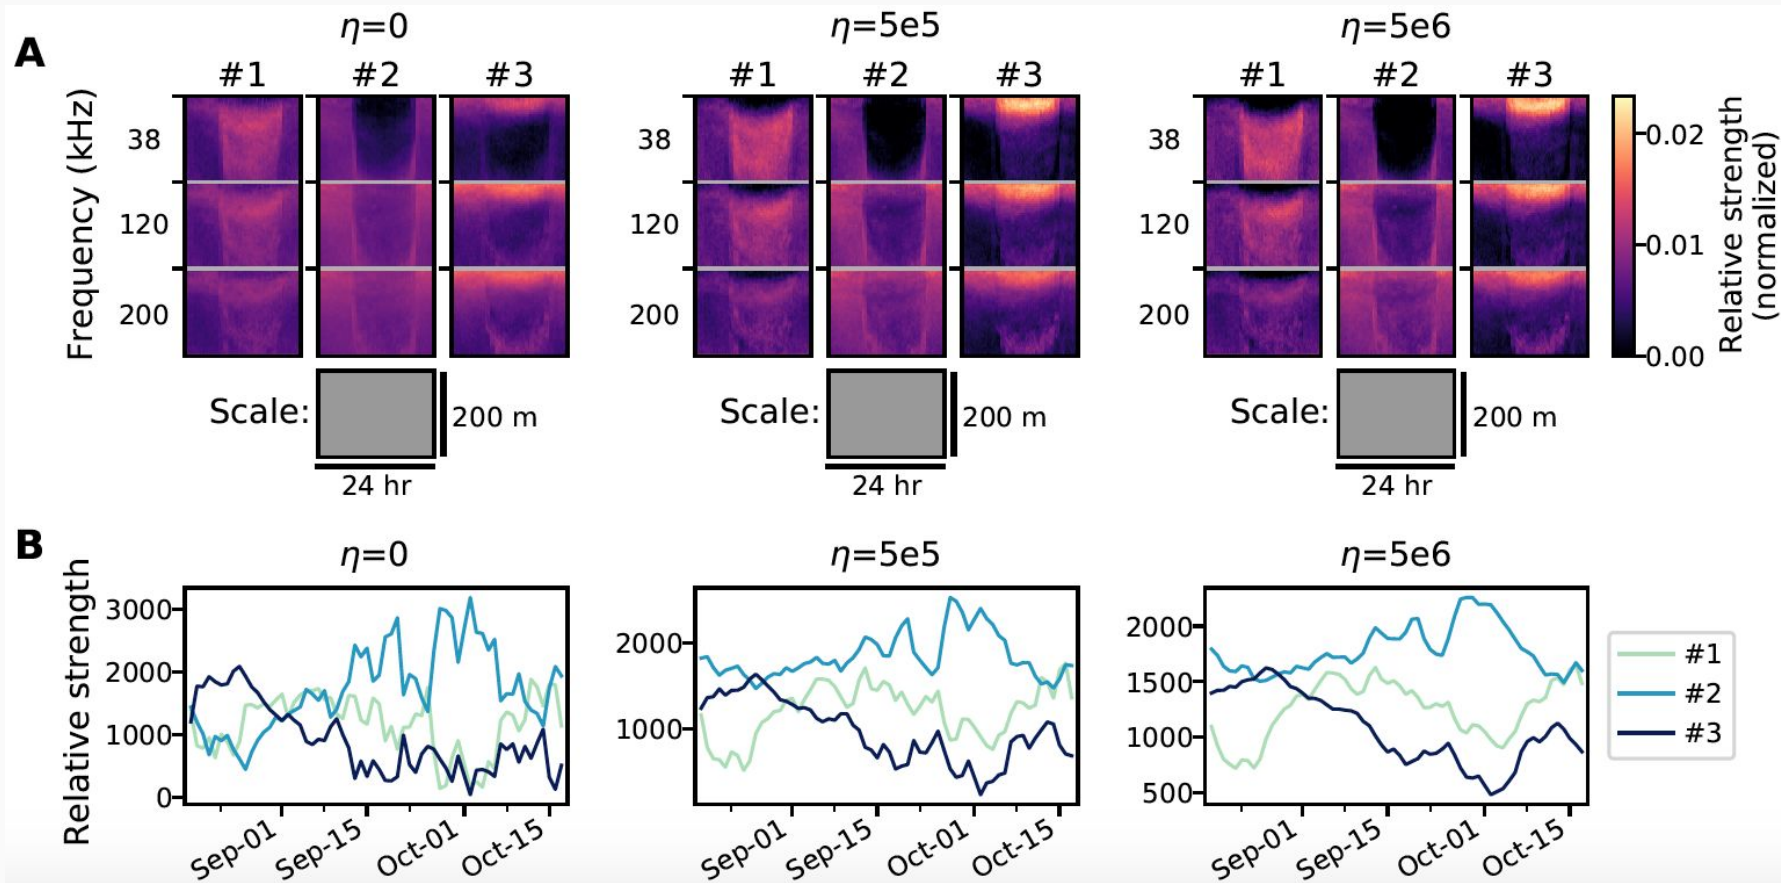 A
η=0
η=5e5
η=5e6
#1 #2 #3
#1 #2 #3
#1 #2 #3
Frequency (kHz)
38
120
200
38
120
200
38
120
200
0.02
0.01
0.00
Relative strength
(normalized)
Scale:
200 m
24 hr
Scale:
200 m
24 hr
Scale:
200 m
24 hr
B
η=0
η=5e5
η=5e6
Relative strength
3000
2000
1000
0
Sep-01
Sep-15
Oct-01
Oct-15
2000
1000
Sep-01
Sep-15
Oct-01
Oct-15
2000
1500
1000
500
Sep-01
Sep-15
Oct-01
Oct-15
#1
#2
#3